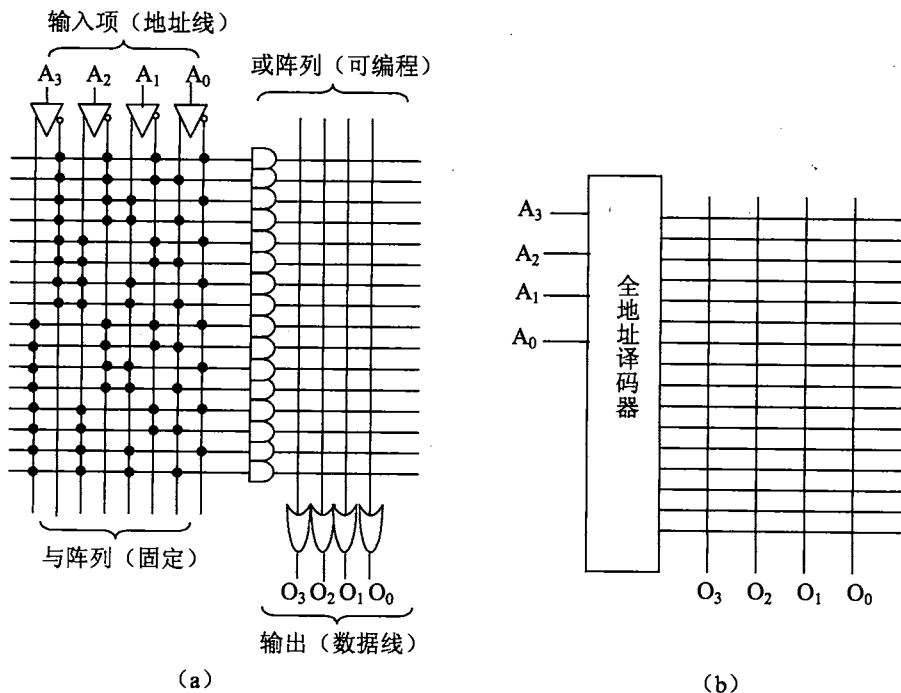 输入项（地址线）
A₃ A₂ A₁ A₀
或阵列（可编程）
与阵列（固定）
O₃ O₂ O₁ O₀
输出（数据线）
（a）
A₃
A₂
A₁
A₀
全地址译码器
O₃ O₂ O₁ O₀
（b）